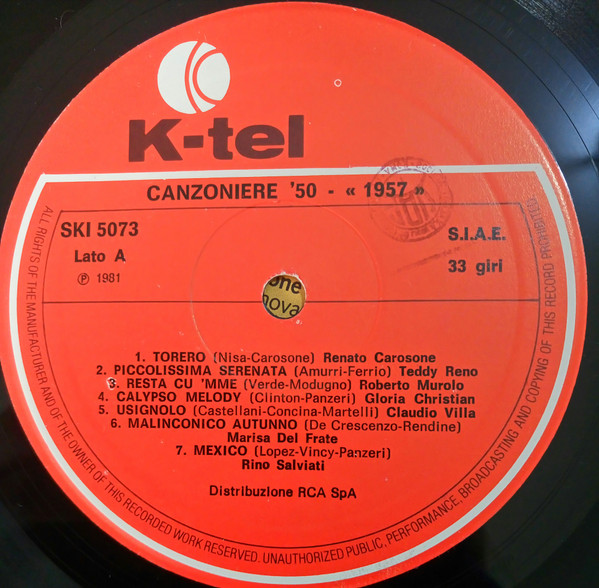 K-tel
CANZONIERE '50 - « 1957 »
SKI 5073
Lato A
℗ 1981
S.I.A.E.
33 giri
one
nova
1. TORERO (Nisa-Carosone) Renato Carosone
2. PICCOLISSIMA SERENATA (Amurri-Ferrio) Teddy Reno
3. RESTA CU 'MME (Verde-Modugno) Roberto Murolo
4. CALYPSO MELODY (Clinton-Panzeri) Gloria Christian
5. USIGNOLO (Castellani-Concina-Martelli) Claudio Villa
6. MALINCONICO AUTUNNO (De Crescenzo-Rendine)
Marisa Del Frate
7. MEXICO (Lopez-Vincy-Panzeri)
Rino Salviati
Distribuzione RCA SpA
ALL RIGHTS OF THE MANUFACTURER AND OF THE OWNER OF THIS RECORDED WORK RESERVED. UNAUTHORIZED PUBLIC, PERFORMANCE, BROADCASTING AND COPYING OF THIS RECORD PROHIBITED